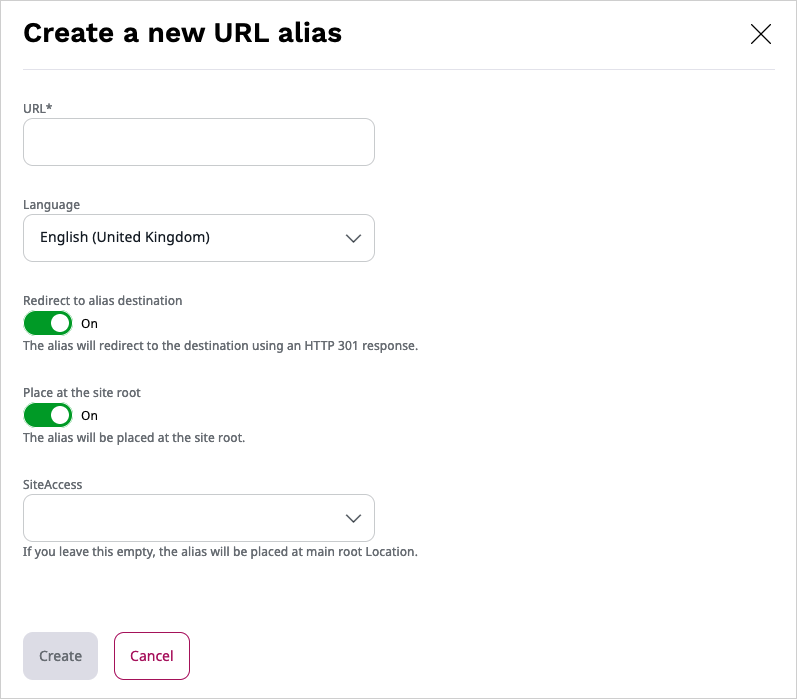 Create a new URL alias
URL*
Language
English (United Kingdom)
Redirect to alias destination
On
The alias will redirect to the destination using an HTTP 301 response.
Place at the site root
On
The alias will be placed at the site root.
SiteAccess
If you leave this empty, the alias will be placed at main root Location.
Create
Cancel